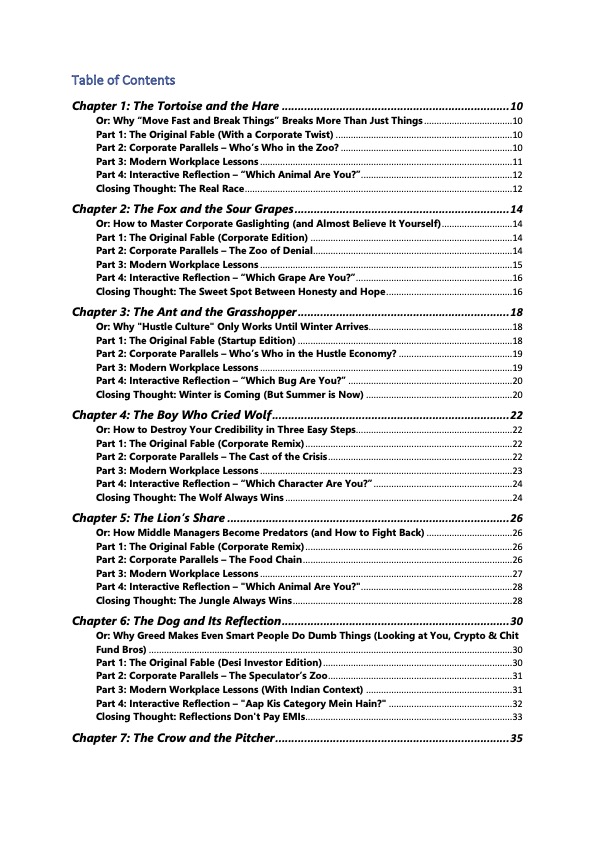 Table of Contents
Chapter 1: The Tortoise and the Hare ............................................................................10
Or: Why “Move Fast and Break Things” Breaks More Than Just Things..............................10
Part 1: The Original Fable (With a Corporate Twist) ............................................................10
Part 2: Corporate Parallels – Who’s Who in the Zoo? ..........................................................10
Part 3: Modern Workplace Lessons ....................................................................................11
Part 4: Interactive Reflection – “Which Animal Are You?”...................................................12
Closing Thought: The Real Race..........................................................................................12
Chapter 2: The Fox and the Sour Grapes........................................................................14
Or: How to Master Corporate Gaslighting (and Almost Believe It Yourself)........................14
Part 1: The Original Fable (Corporate Edition) ....................................................................14
Part 2: Corporate Parallels – The Zoo of Denial...................................................................14
Part 3: Modern Workplace Lessons ....................................................................................15
Part 4: Interactive Reflection – “Which Grape Are You?”....................................................16
Closing Thought: The Sweet Spot Between Honesty and Hope..........................................16
Chapter 3: The Ant and the Grasshopper.......................................................................18
Or: Why "Hustle Culture" Only Works Until Winter Arrives................................................18
Part 1: The Original Fable (Startup Edition) ........................................................................18
Part 2: Corporate Parallels – Who’s Who in the Hustle Economy? .....................................19
Part 3: Modern Workplace Lessons ....................................................................................19
Part 4: Interactive Reflection – “Which Bug Are You?” .......................................................20
Closing Thought: Winter is Coming (But Summer is Now) ..................................................20
Chapter 4: The Boy Who Cried Wolf...............................................................................22
Or: How to Destroy Your Credibility in Three Easy Steps....................................................22
Part 1: The Original Fable (Corporate Remix)......................................................................22
Part 2: Corporate Parallels – The Cast of the Crisis..............................................................22
Part 3: Modern Workplace Lessons ....................................................................................23
Part 4: Interactive Reflection – “Which Character Are You?” ..............................................24
Closing Thought: The Wolf Always Wins .............................................................................24
Chapter 5: The Lion’s Share ...........................................................................................26
Or: How Middle Managers Become Predators (and How to Fight Back) .............................26
Part 1: The Original Fable (Corporate Remix)......................................................................26
Part 2: Corporate Parallels – The Food Chain......................................................................26
Part 3: Modern Workplace Lessons ....................................................................................27
Part 4: Interactive Reflection – "Which Animal Are You?"...................................................28
Closing Thought: The Jungle Always Wins...........................................................................28
Chapter 6: The Dog and Its Reflection............................................................................30
Or: Why Greed Makes Even Smart People Do Dumb Things (Looking at You, Crypto & Chit
Fund Bros) ..........................................................................................................................30
Part 1: The Original Fable (Desi Investor Edition)................................................................30
Part 2: Corporate Parallels – The Speculator’s Zoo..............................................................31
Part 3: Modern Workplace Lessons (With Indian Context) .................................................31
Part 4: Interactive Reflection – "Aap Kis Category Mein Hain?" ..........................................32
Closing Thought: Reflections Don't Pay EMIs.......................................................................33
Chapter 7: The Crow and the Pitcher..............................................................................35